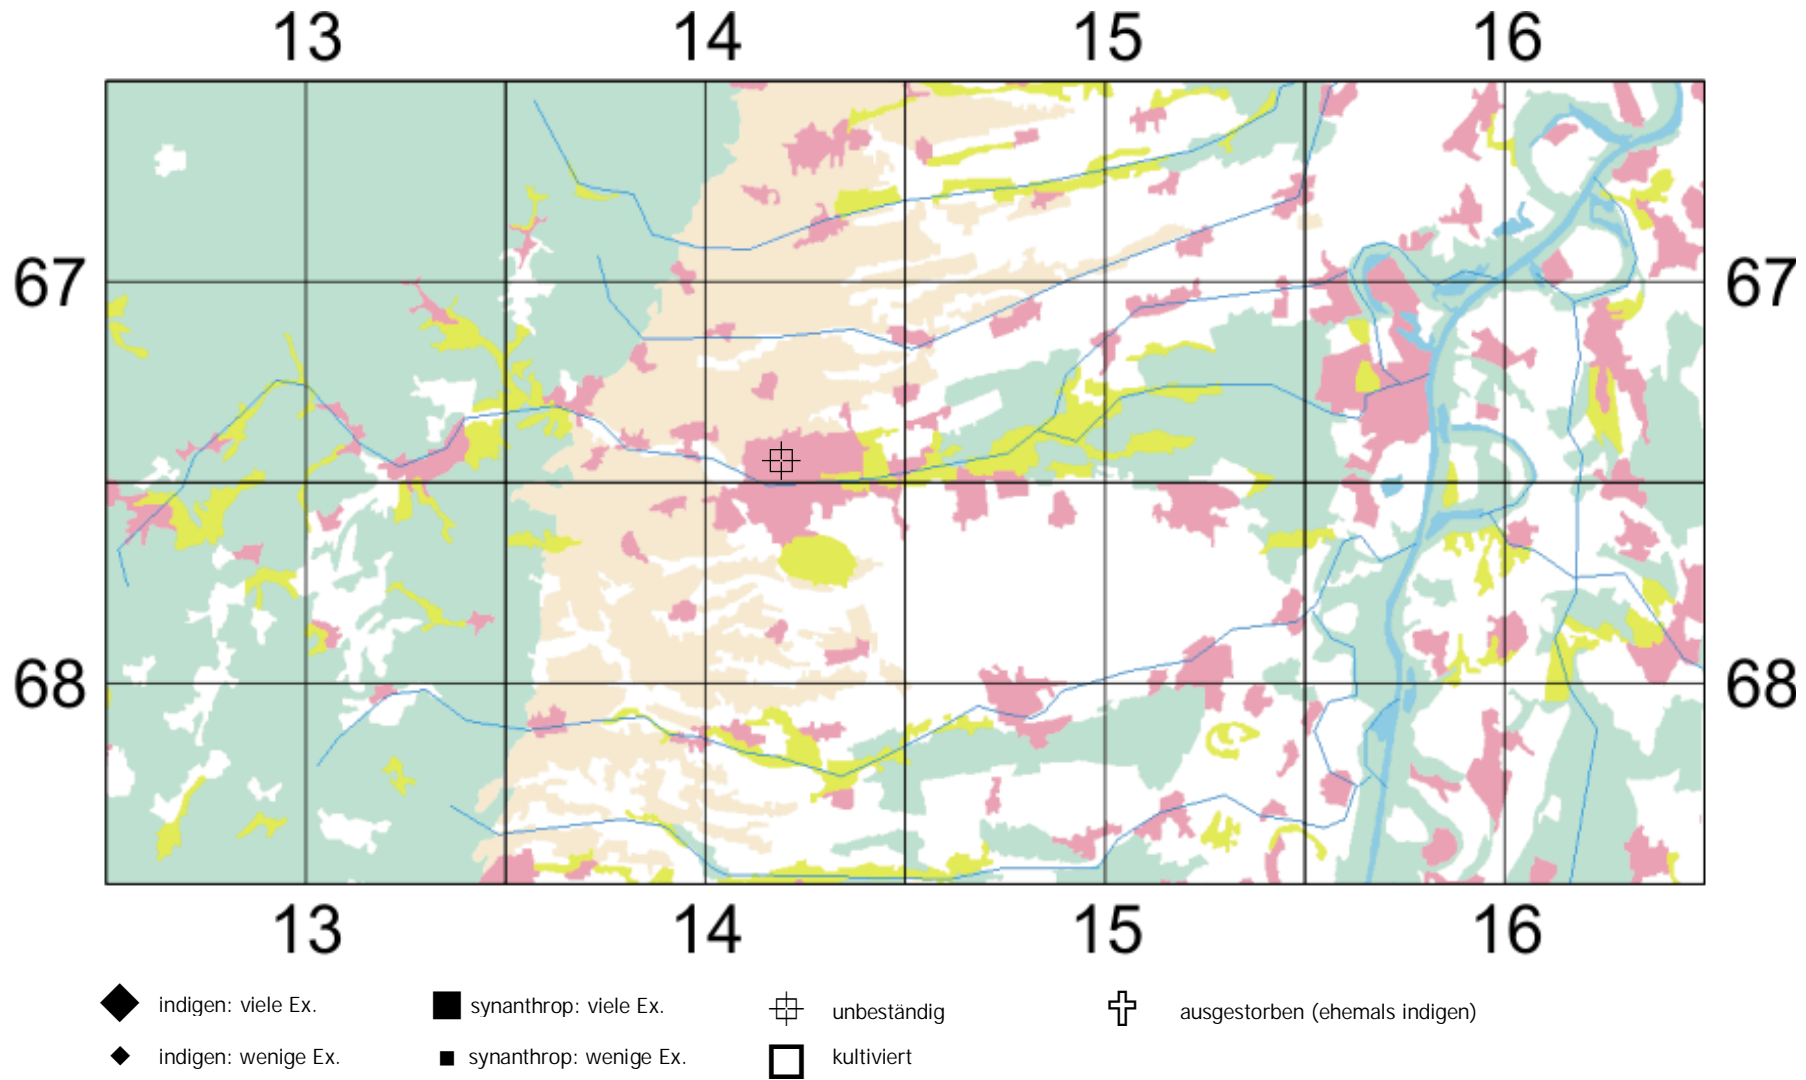 13 14 15 16
67 67
68 68
13 14 15 16
indigen: viele Ex. synanthrop: viele Ex. unbeständig ausgestorben (ehemals indigen)
indigen: wenige Ex. synanthrop: wenige Ex. kultiviert